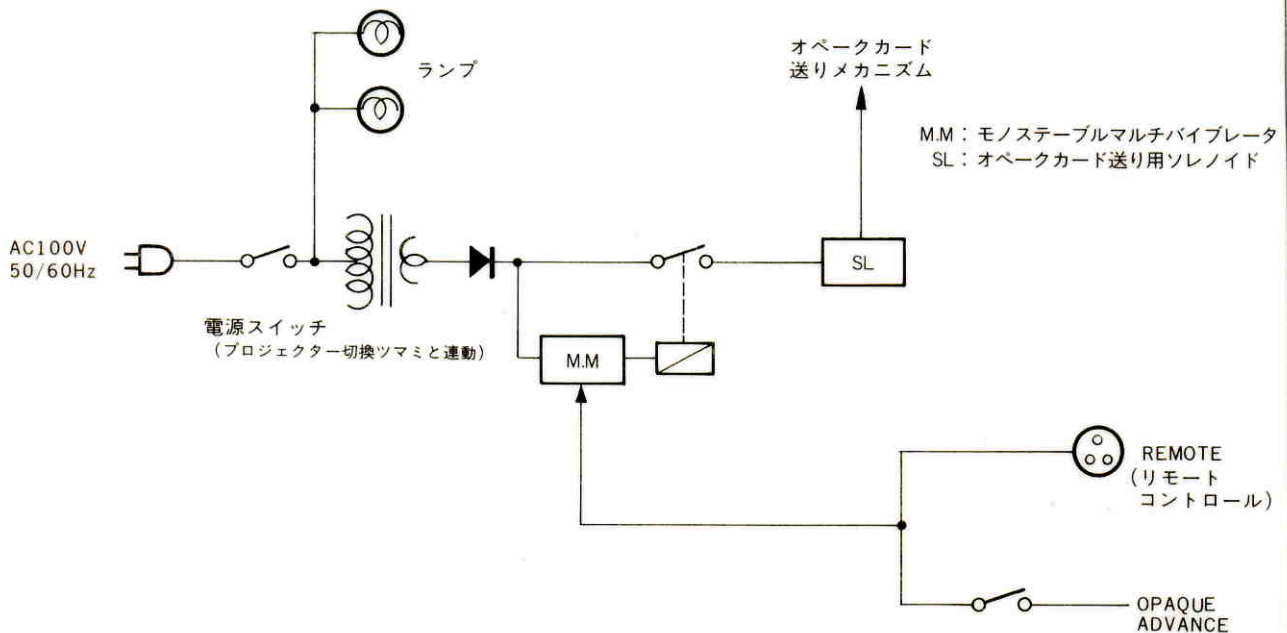 ランプ
オペークカード
送りメカニズム
M.M：モノステーブルマルチバイブレータ
SL：オペークカード送り用ソレノイド
AC100V
50/60Hz
SL
電源スイッチ
（プロジェクター切換ツマミと連動）
M.M
REMOTE
（リモート
コントロール）
OPAQUE
ADVANCE